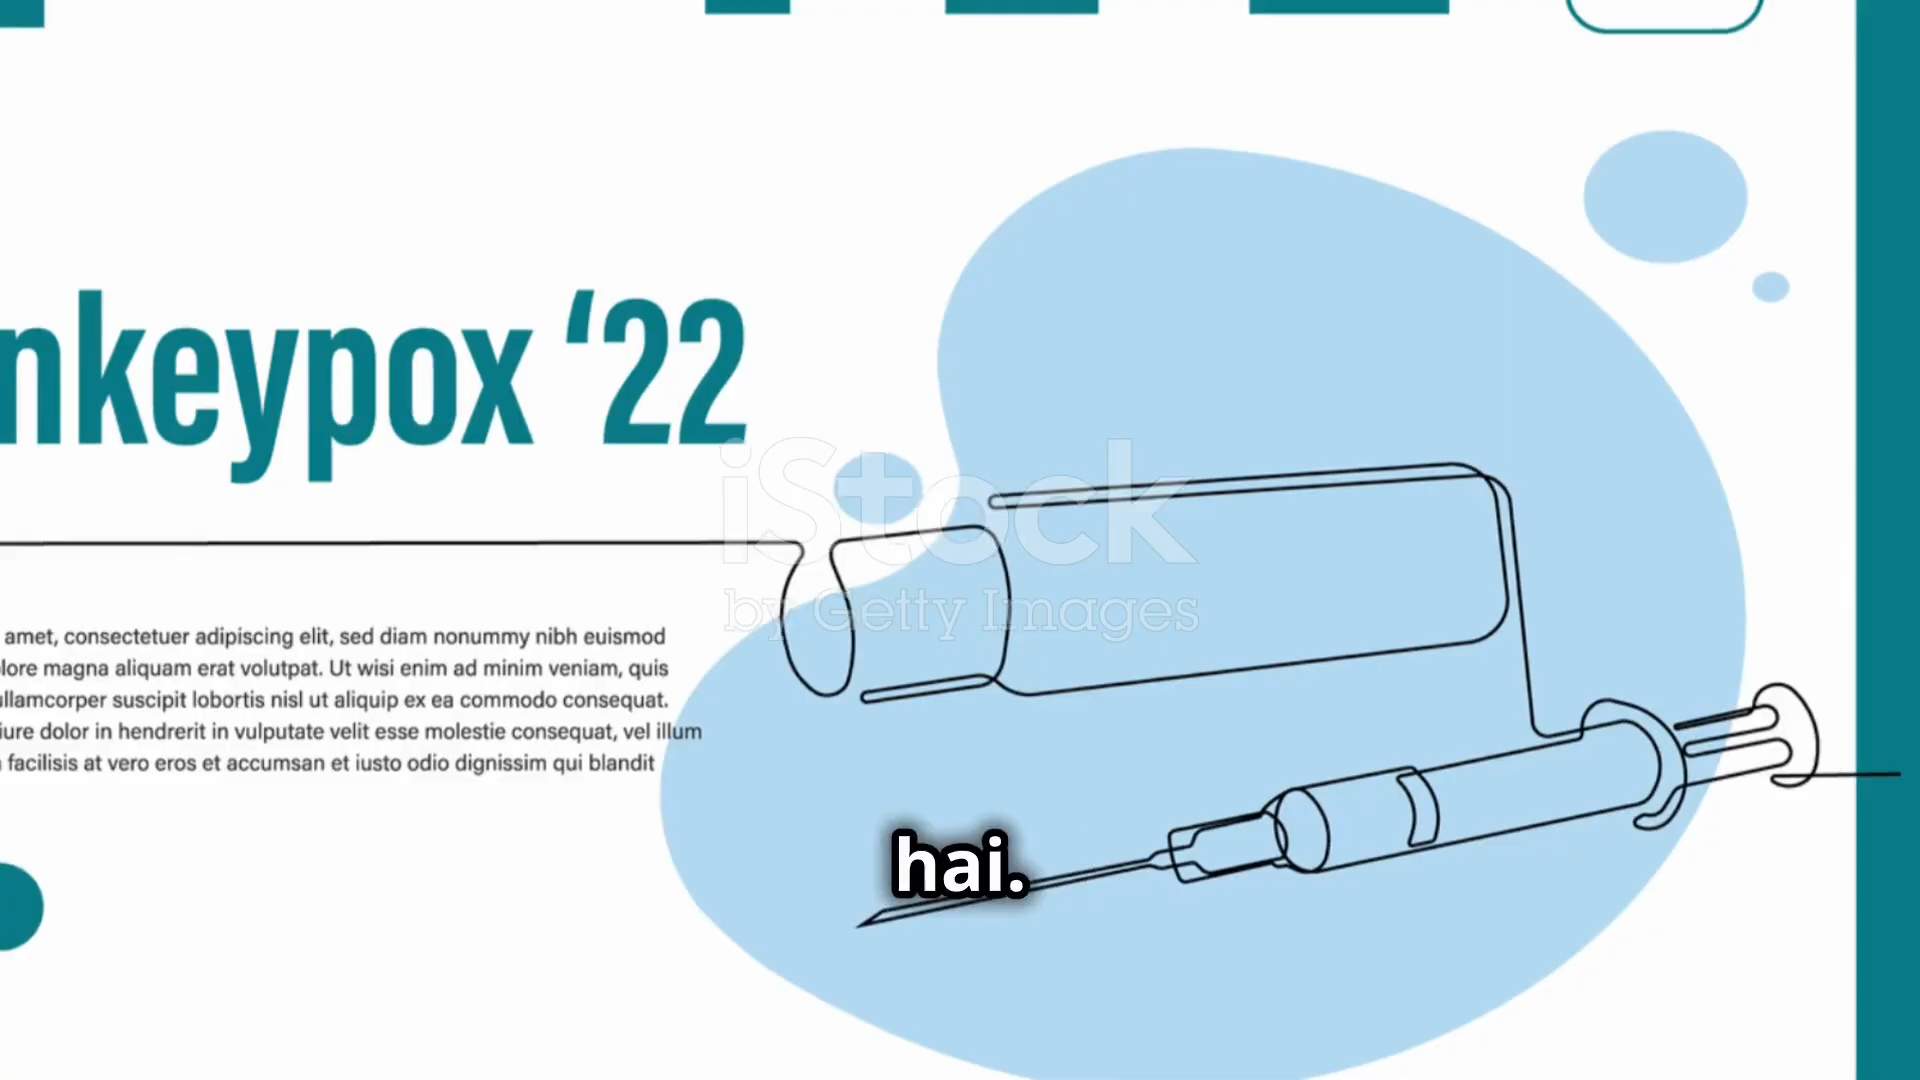 nkeypox ‘22
iStock
by Getty Images
amet, consectetuer adipiscing elit, sed diam nonummy nibh euismod
lore magna aliquam erat volutpat. Ut wisi enim ad minim veniam, quis
ullamcorper suscipit lobortis nisl ut aliquip ex ea commodo consequat.
iure dolor in hendrerit in vulputate velit esse molestie consequat, vel illum
facilisis at vero eros et accumsan et iusto odio dignissim qui blandit
hai.